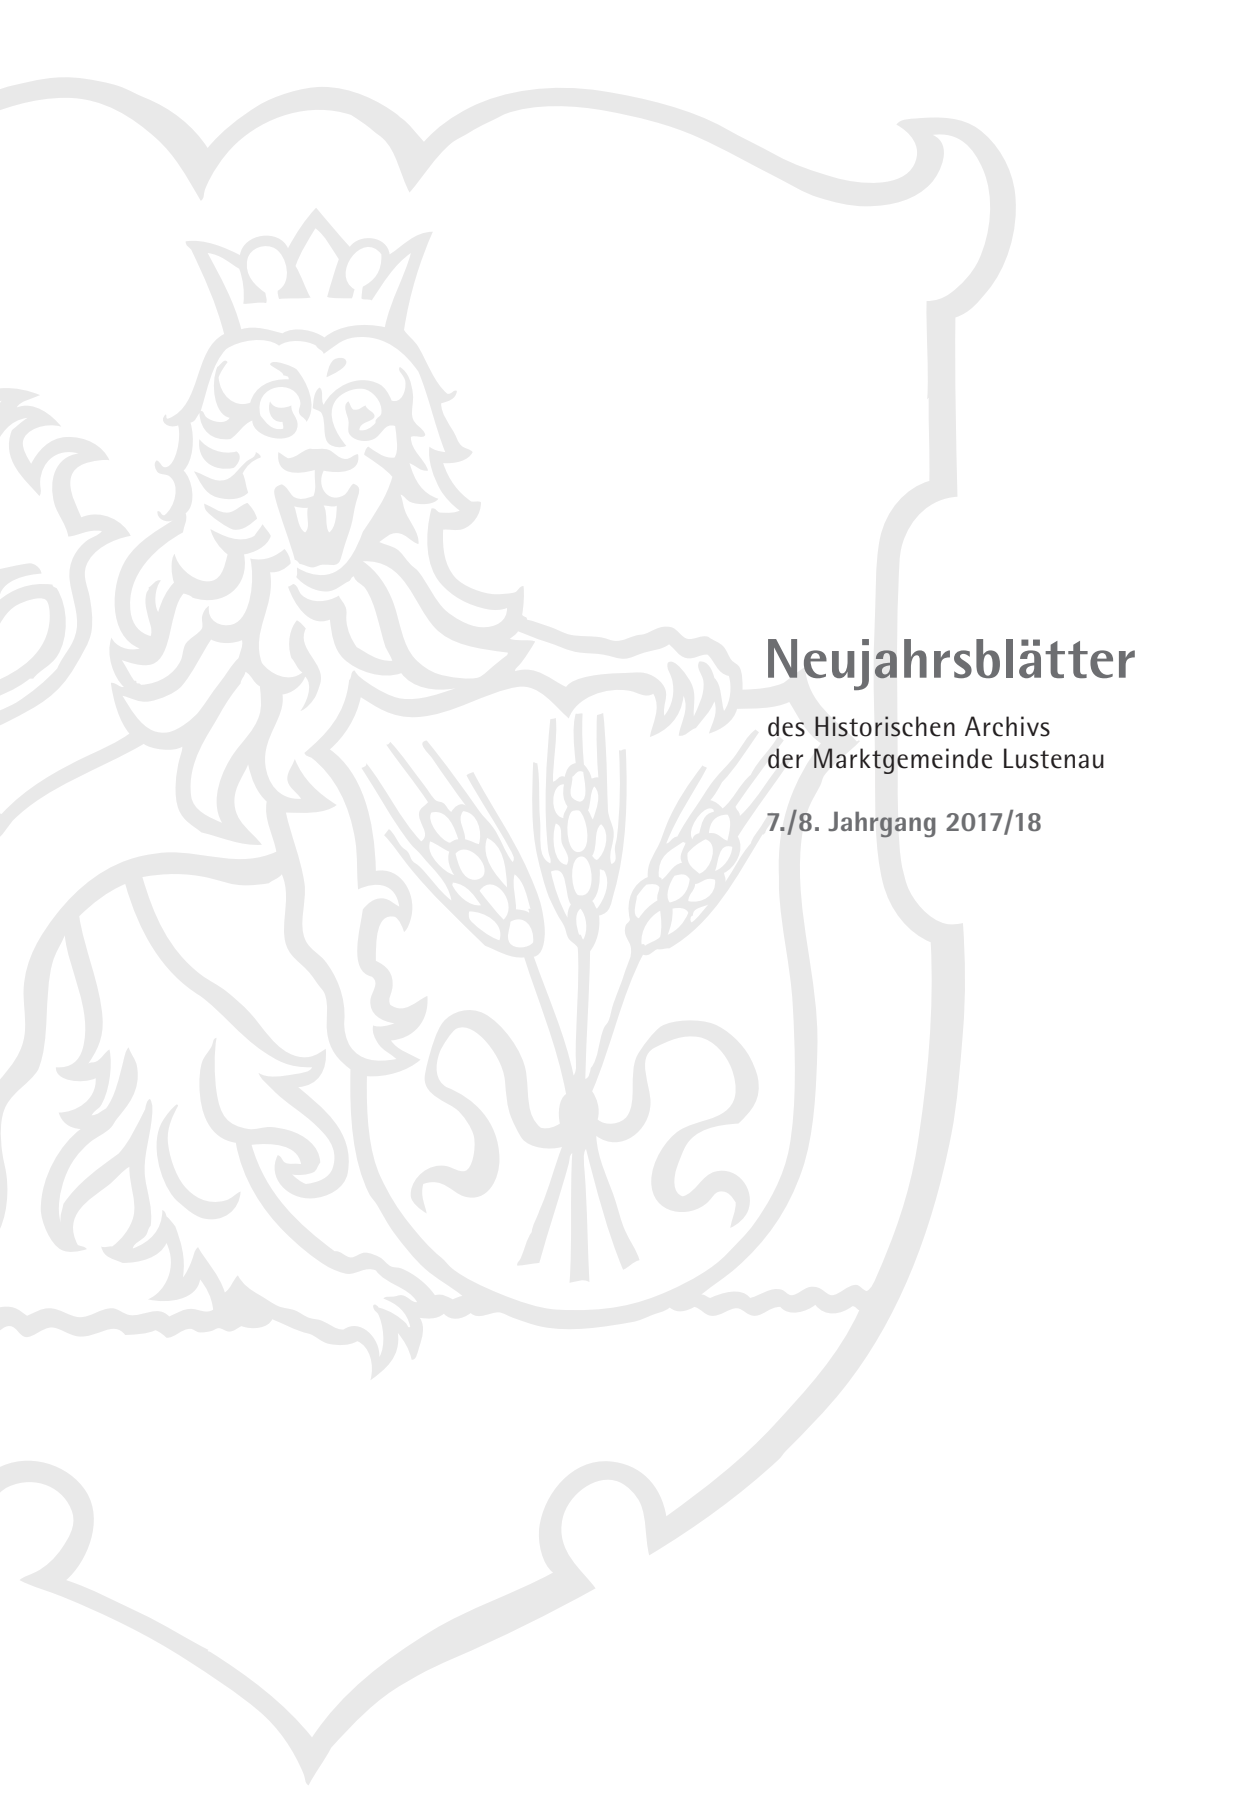 Neujahrsblätter
des Historischen Archivs
der Marktgemeinde Lustenau
7./8. Jahrgang 2017/18